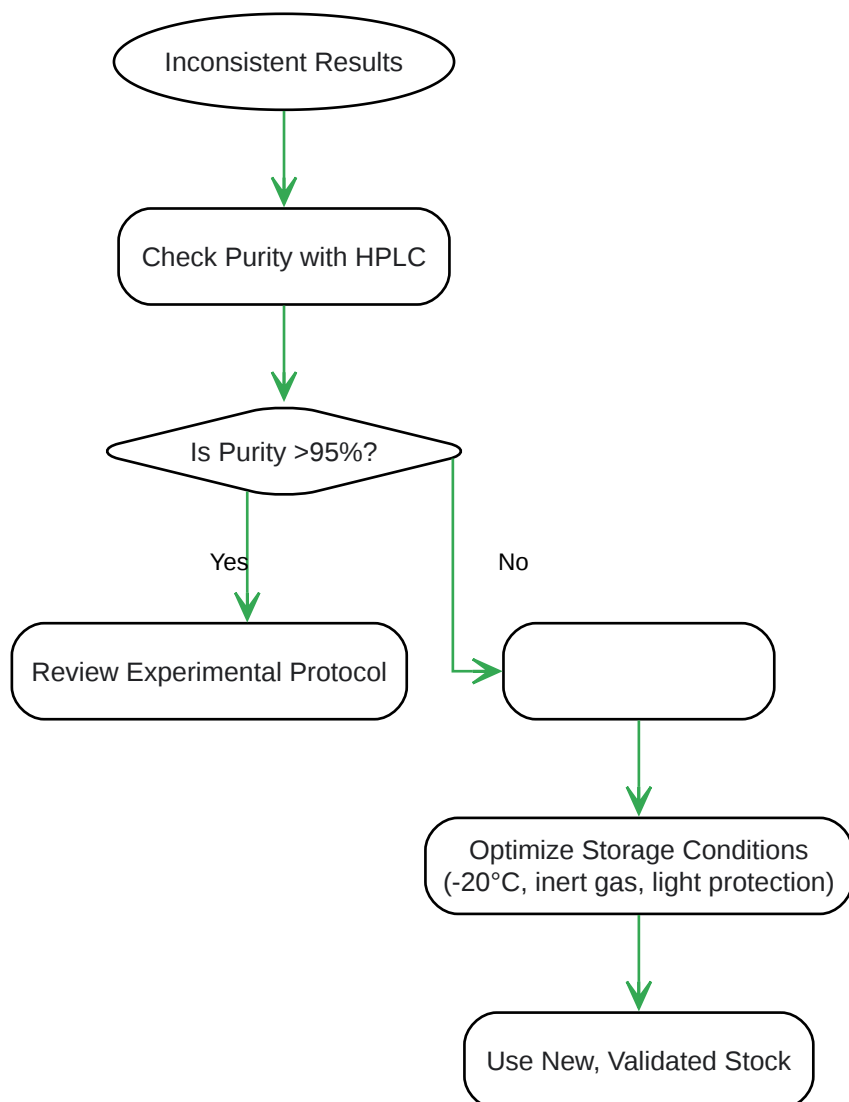 Inconsistent Results
Check Purity with HPLC
Is Purity >95%?
Yes
No
Review Experimental Protocol
Optimize Storage Conditions
(-20°C, inert gas, light protection)
Use New, Validated Stock